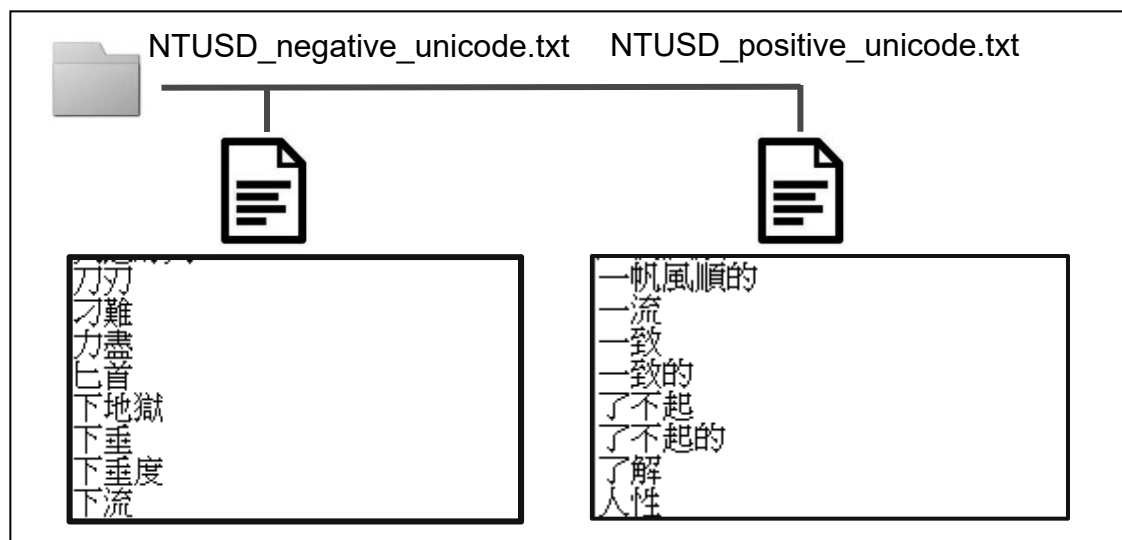 NTUSD_negative_unicode.txt NTUSD_positive_unicode.txt
刀刃
刁難
力盡
匕首
下地獄
下垂
下垂度
下流
一帆風順的
一流
一致
一致的
了不起
了不起的
了解
人性